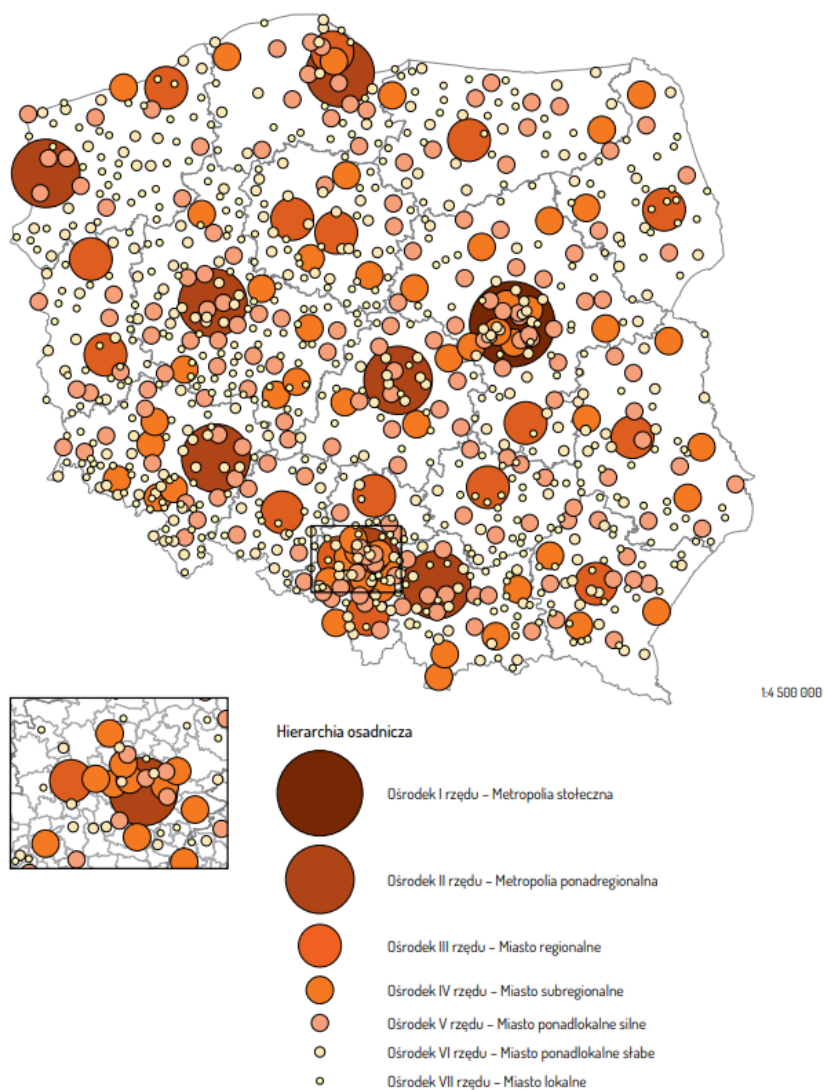 1:4 500 000
Hierarchia osadnicza
Ośrodek I rzędu – Metropolia stołeczna
Ośrodek II rzędu – Metropolia ponadregionalna
Ośrodek III rzędu – Miasto regionalne
Ośrodek IV rzędu – Miasto subregionalne
Ośrodek V rzędu – Miasto ponadlokalne silne
Ośrodek VI rzędu – Miasto ponadlokalne słabe
Ośrodek VII rzędu – Miasto lokalne